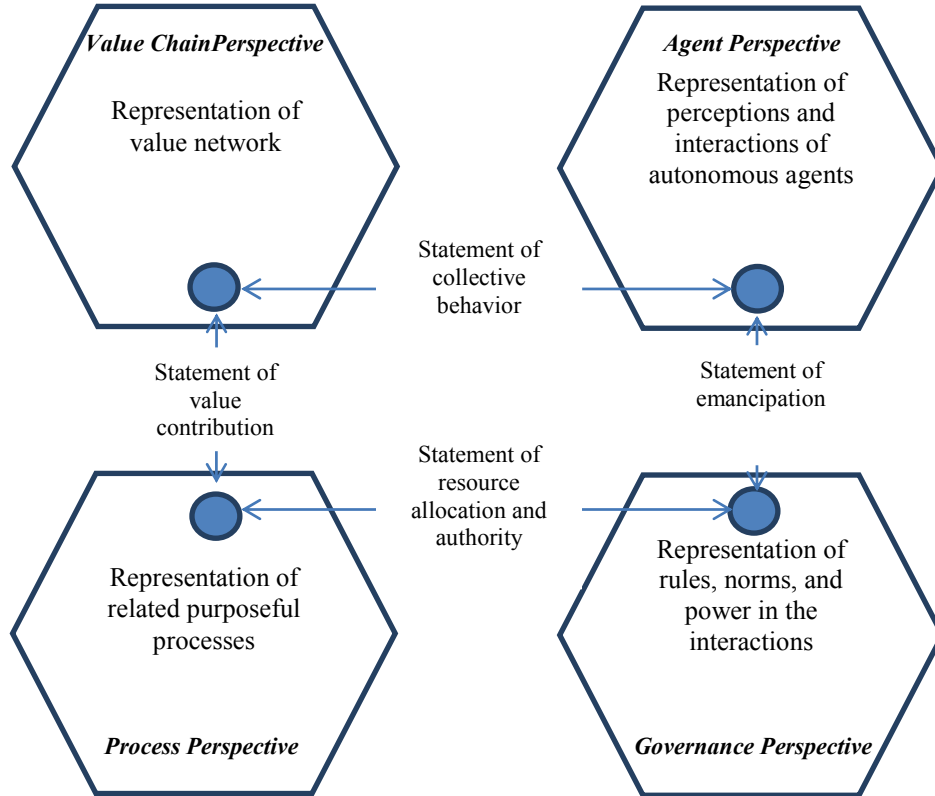 Value ChainPerspective
Representation of
value network
Agent Perspective
Representation of
perceptions and
interactions of
autonomous agents
Statement of
collective
behavior
Statement of
value
contribution
Statement of
emancipation
Statement of
resource
allocation and
authority
Representation of
related purposeful
processes
Process Perspective
Representation of
rules, norms, and
power in the
interactions
Governance Perspective